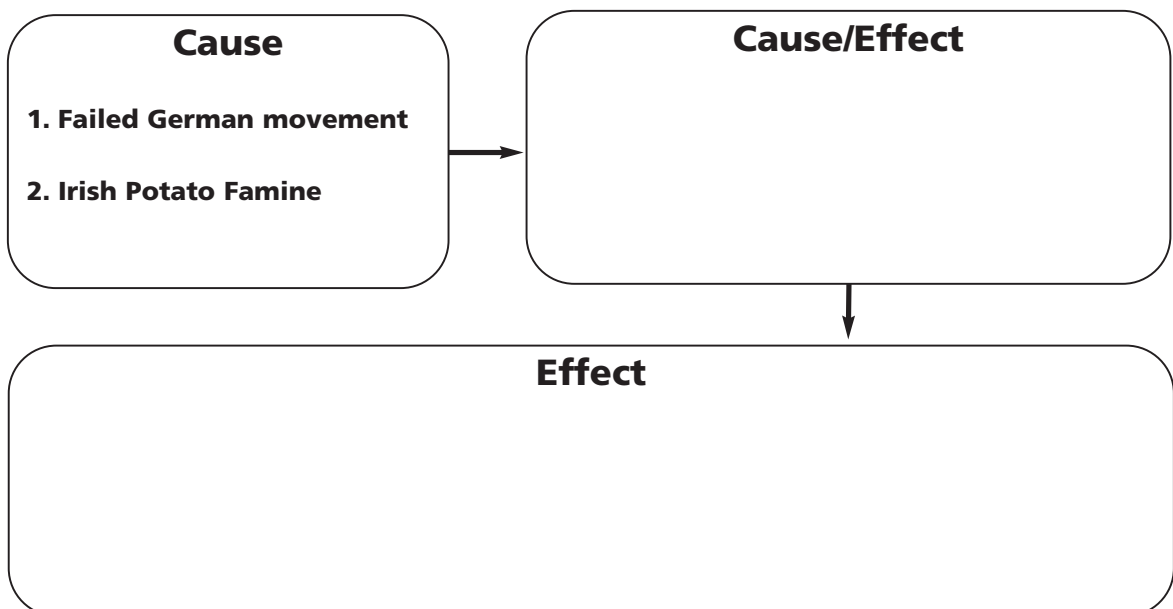 Cause
1. Failed German movement
2. Irish Potato Famine
Cause/Effect
Effect